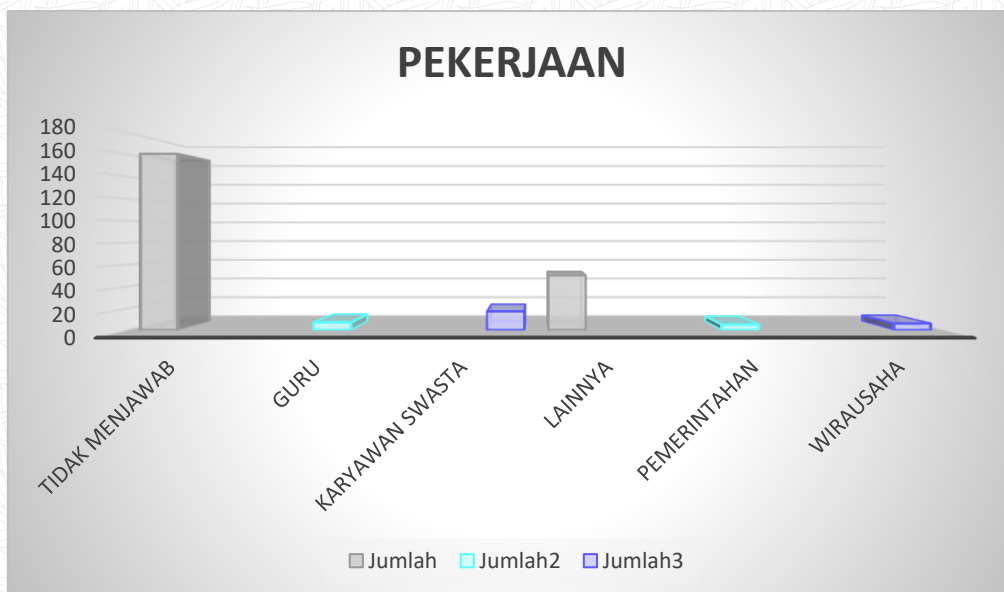 PEKERJAAN
180
160
140
120
100
80
60
40
20
0
TIDAK MENJAWAB
GURU
KARYAWAN SWASTA
LAINNYA
PEMERINTAHAN
WIRAUSAHA
Jumlah Jumlah2 Jumlah3